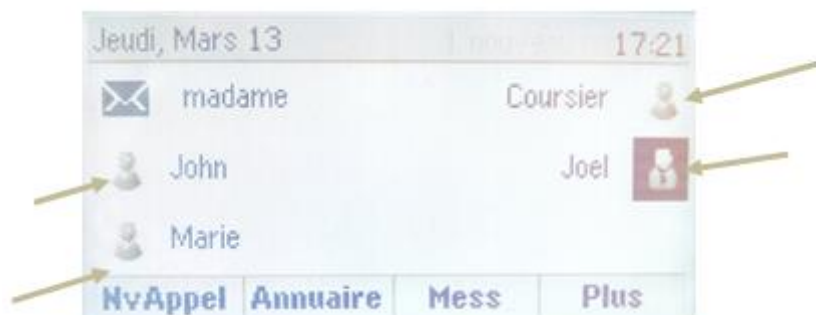 Jeudi, Mars 13 17:21
madame Coursier
John Joel
Marie
NvAppel Annuaire Mess Plus